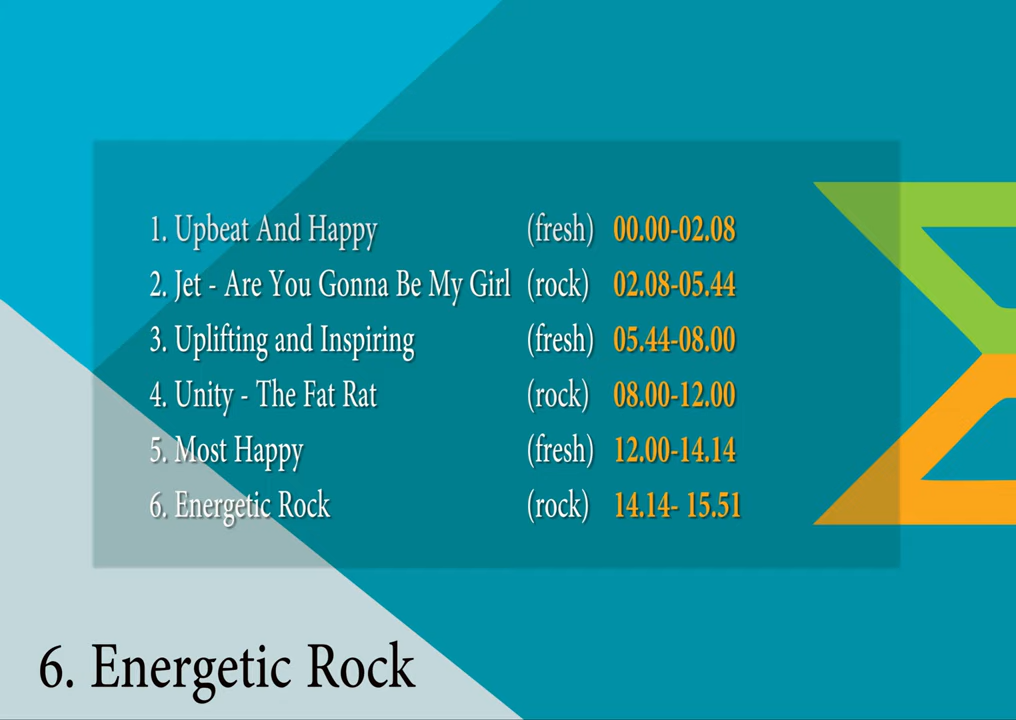 1. Upbeat And Happy (fresh) 00.00-02.08
2. Jet - Are You Gonna Be My Girl (rock) 02.08-05.44
3. Uplifting and Inspiring (fresh) 05.44-08.00
4. Unity - The Fat Rat (rock) 08.00-12.00
5. Most Happy (fresh) 12.00-14.14
6. Energetic Rock (rock) 14.14- 15.51
6. Energetic Rock